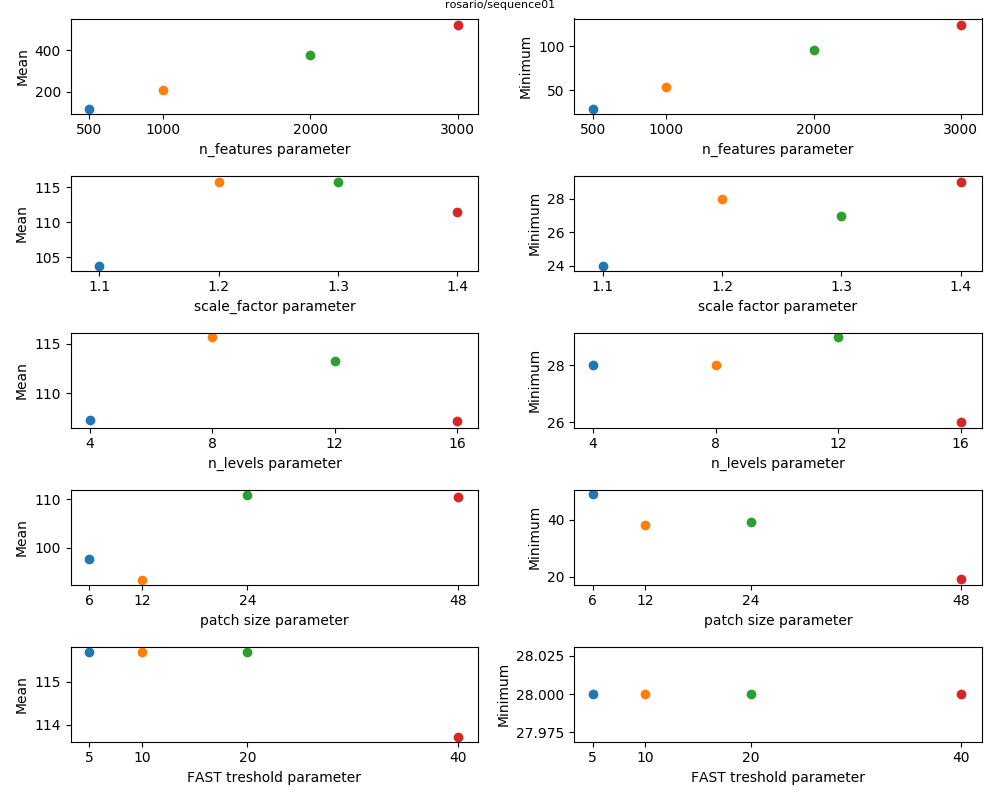 rosario/sequence01
Mean
400
200
500 1000 2000 3000
n_features parameter
Minimum
100
50
500 1000 2000 3000
n_features parameter
Mean
115
110
105
1.1 1.2 1.3 1.4
scale_factor parameter
Minimum
28
26
24
1.1 1.2 1.3 1.4
scale factor parameter
Mean
115
110
4 8 12 16
n_levels parameter
Minimum
28
26
4 8 12 16
n_levels parameter
Mean
110
100
6 12 24 48
patch size parameter
Minimum
40
20
6 12 24 48
patch size parameter
Mean
115
114
5 10 20 40
FAST treshold parameter
Minimum
28.025
28.000
27.975
5 10 20 40
FAST treshold parameter